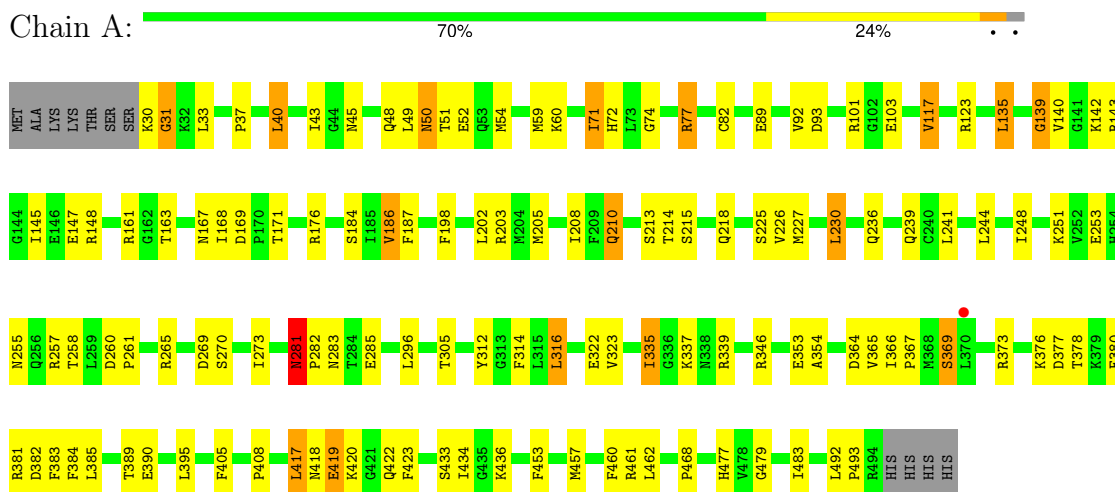 Chain A:
70% 24% • •
MET ALA LYS LYS THR SER SER K30 G31 K32 L33 P37 L40 I43 G44 N45 Q48 L49 N50 T51 E52 Q53 M54 M59 K60 I71 H72 L73 G74 R77 C82 E89 V92 D93 R101 G102 E103 V117 R123 L135 G139 V140 G141 K142
G144 I145 E146 E147 R148 R161 G162 T163 N167 I168 D169 P170 T171 R176 S184 I185 V186 F187 F198 L202 R203 M204 M205 I208 F209 Q210 S213 T214 S215 Q218 S225 V226 M227 L230 Q236 Q239 C240 L241 L244 I248 K251 V252 E253
N255 Q256 R257 T258 L259 D260 P261 R265 D269 S270 I273 N281 P282 N283 T284 E285 L296 T305 Y312 G313 F314 L315 L316 E322 V323 I335 G336 K337 N338 R339 R346 E353 A354 D364 V365 I366 P367 M368 S369 L370 R373 K376 D377 T378 K379
R381 D382 F383 F384 L385 T389 E390 L395 F405 P408 L417 N418 E419 K420 G421 Q422 F423 S433 I434 G435 K436 F453 M457 F460 R461 L462 P468 H477 V478 G479 I483 L492 P493 R494 HIS HIS HIS HIS